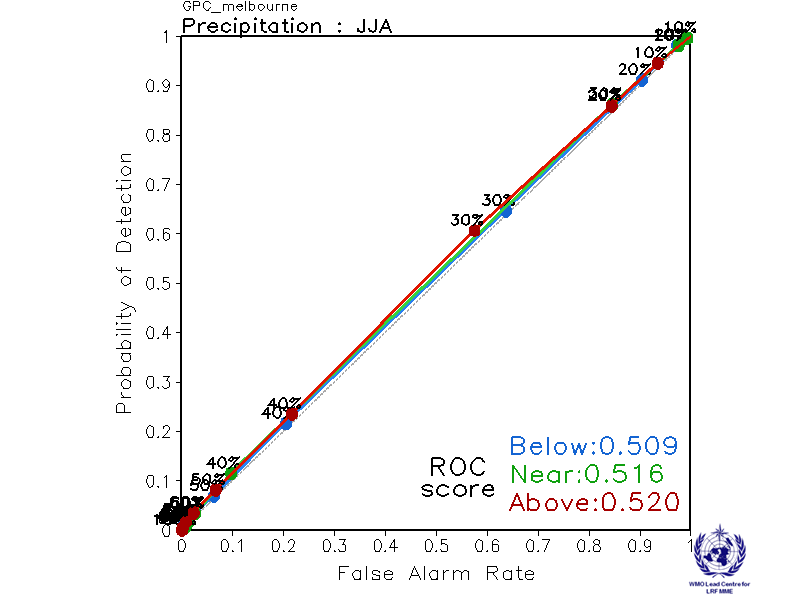 GPC_melbourne
Precipitation : JJA
1
0.9
0.8
0.7
0.6
0.5
0.4
0.3
0.2
0.1
0
Probability of Detection
10%
10%
20%
30%
30%
30%
40%
40%
40%
50%
ROC
score
Below:0.509
Near:0.516
Above:0.520
0 0.1 0.2 0.3 0.4 0.5 0.6 0.7 0.8 0.9 1
False Alarm Rate
WMO Lead Centre for
LRF MME